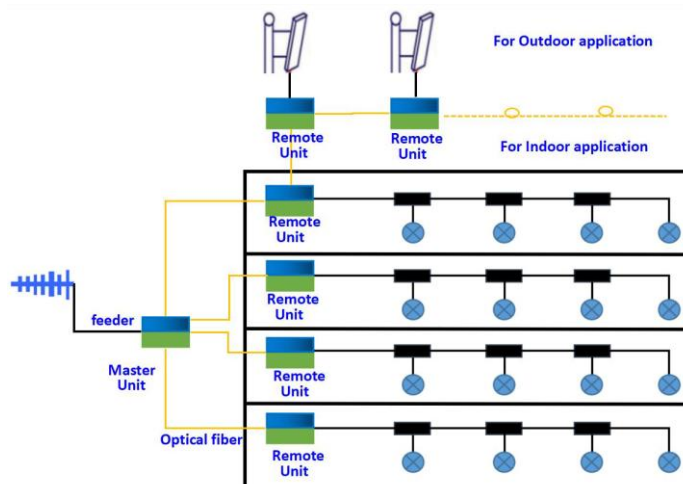 For Outdoor application
Remote
Unit
Remote
Unit
For Indoor application
Remote
Unit
Remote
Unit
feeder
Master
Unit
Remote
Unit
Optical fiber
Remote
Unit